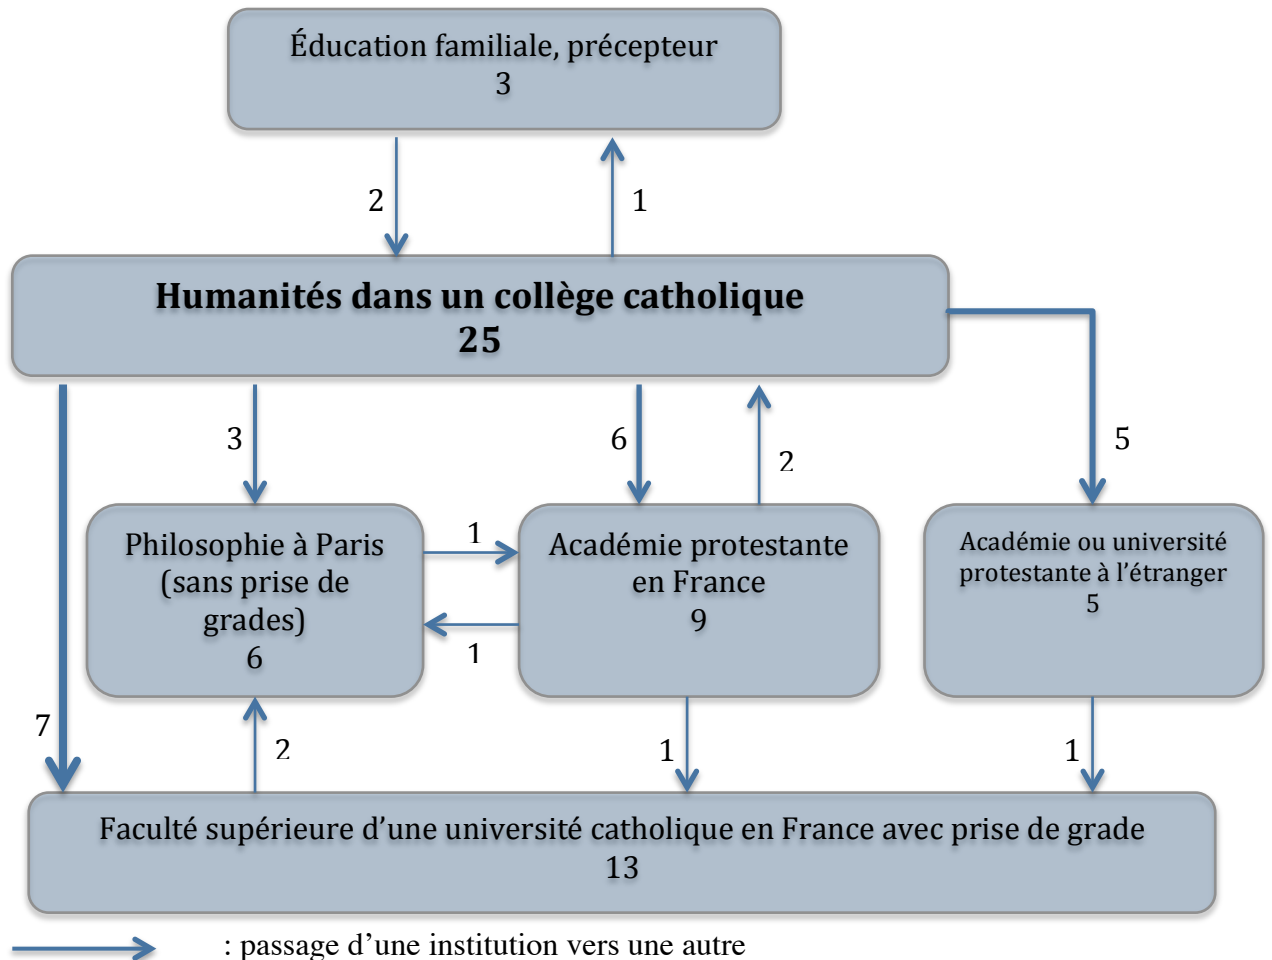 Éducation familiale, précepteur
3
2
1
Humanités dans un collège catholique
25
3
6
2
5
Philosophie à Paris
(sans prise de
grades)
6
1
1
Académie protestante
en France
9
Académie ou université
protestante à l’étranger
5
7
2
1
1
Faculté supérieure d’une université catholique en France avec prise de grade
13
: passage d’une institution vers une autre